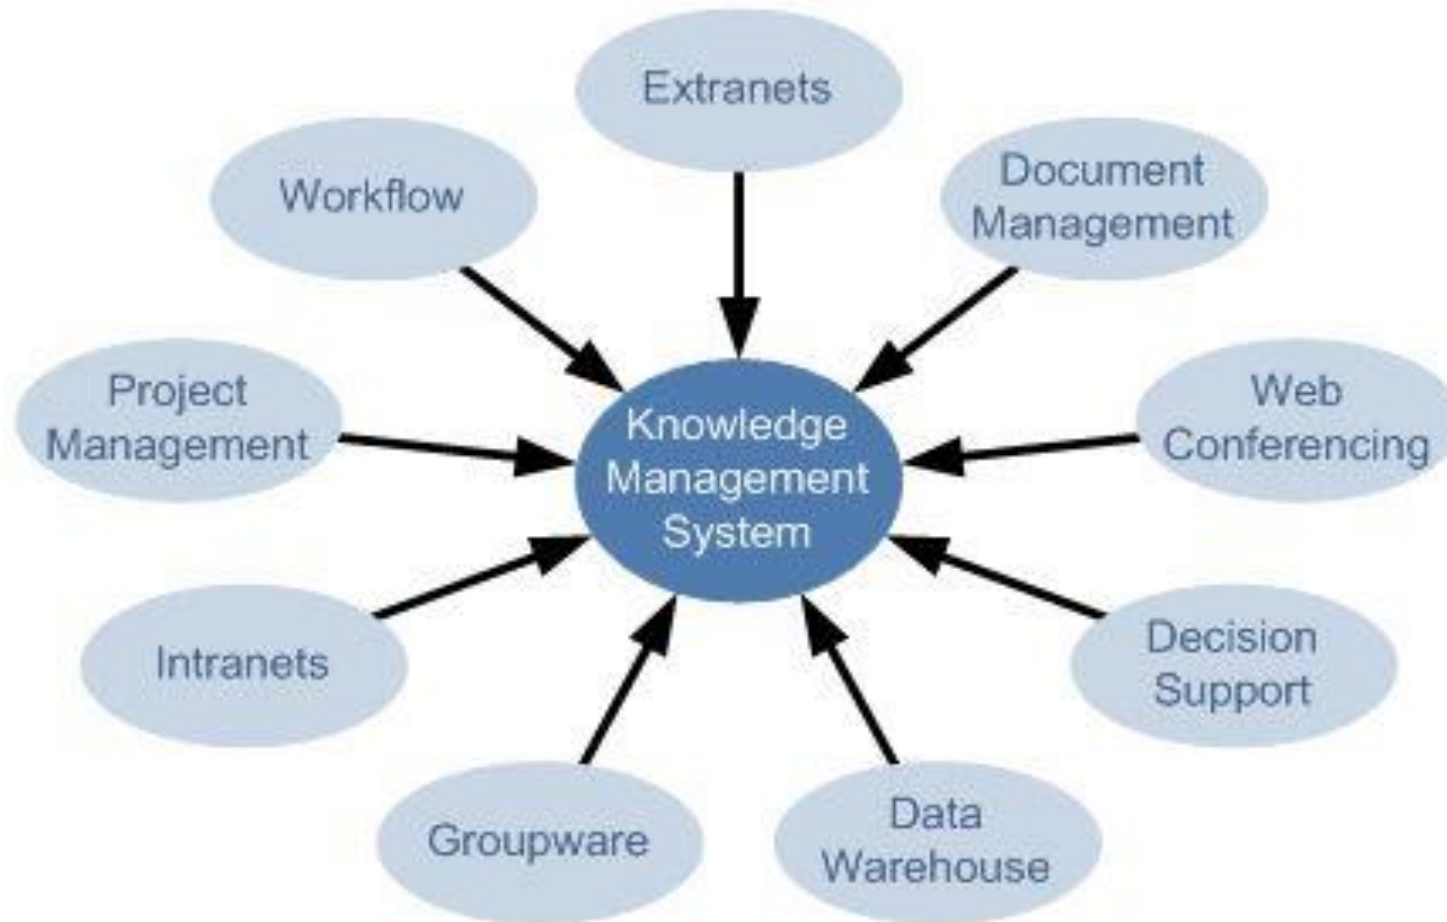 Extranets
Workflow
Document
Management
Project
Management
Knowledge
Management
System
Web
Conferencing
Intranets
Decision
Support
Groupware
Data
Warehouse